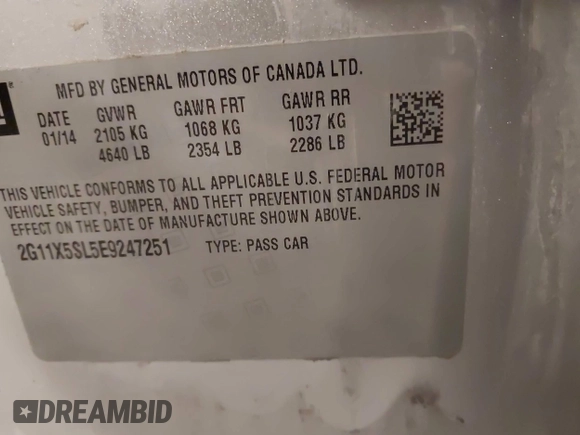 MFD BY GENERAL MOTORS OF CANADA LTD.
DATE GVWR GAWR FRT GAWR RR
01/14 2105 KG 1068 KG 1037 KG
4640 LB 2354 LB 2286 LB
THIS VEHICLE CONFORMS TO ALL APPLICABLE U.S. FEDERAL MOTOR
VEHICLE SAFETY, BUMPER, AND THEFT PREVENTION STANDARDS IN
EFFECT ON THE DATE OF MANUFACTURE SHOWN ABOVE.
2G11X5SL5E9247251 TYPE: PASS CAR
DREAMBID